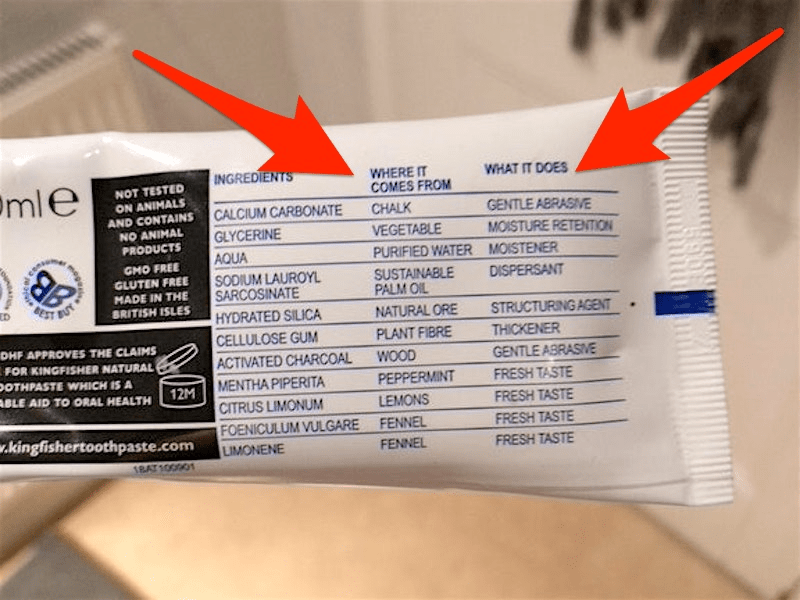 0ml e
NOT TESTED
ON ANIMALS
AND CONTAINS
NO ANIMAL
PRODUCTS
GMO FREE
GLUTEN FREE
MADE IN THE
BRITISH ISLES
BEST BUY
DHF APPROVES THE CLAIMS
FOR KINGFISHER NATURAL
OOTHPASTE WHICH IS A
ABLE AID TO ORAL HEALTH
12M
.kingfishertoothpaste.com
INGREDIENTS WHERE IT COMES FROM WHAT IT DOES
CALCIUM CARBONATE CHALK GENTLE ABRASIVE
GLYCERINE VEGETABLE MOISTURE RETENTION
AQUA PURIFIED WATER MOISTENER
SODIUM LAUROYL SUSTAINABLE DISPERSANT
SARCOSINATE PALM OIL
HYDRATED SILICA NATURAL ORE STRUCTURING AGENT
CELLULOSE GUM PLANT FIBRE THICKENER
ACTIVATED CHARCOAL WOOD GENTLE ABRASIVE
MENTHA PIPERITA PEPPERMINT FRESH TASTE
CITRUS LIMONUM LEMONS FRESH TASTE
FOENICULUM VULGARE FENNEL FRESH TASTE
LIMONENE FENNEL FRESH TASTE